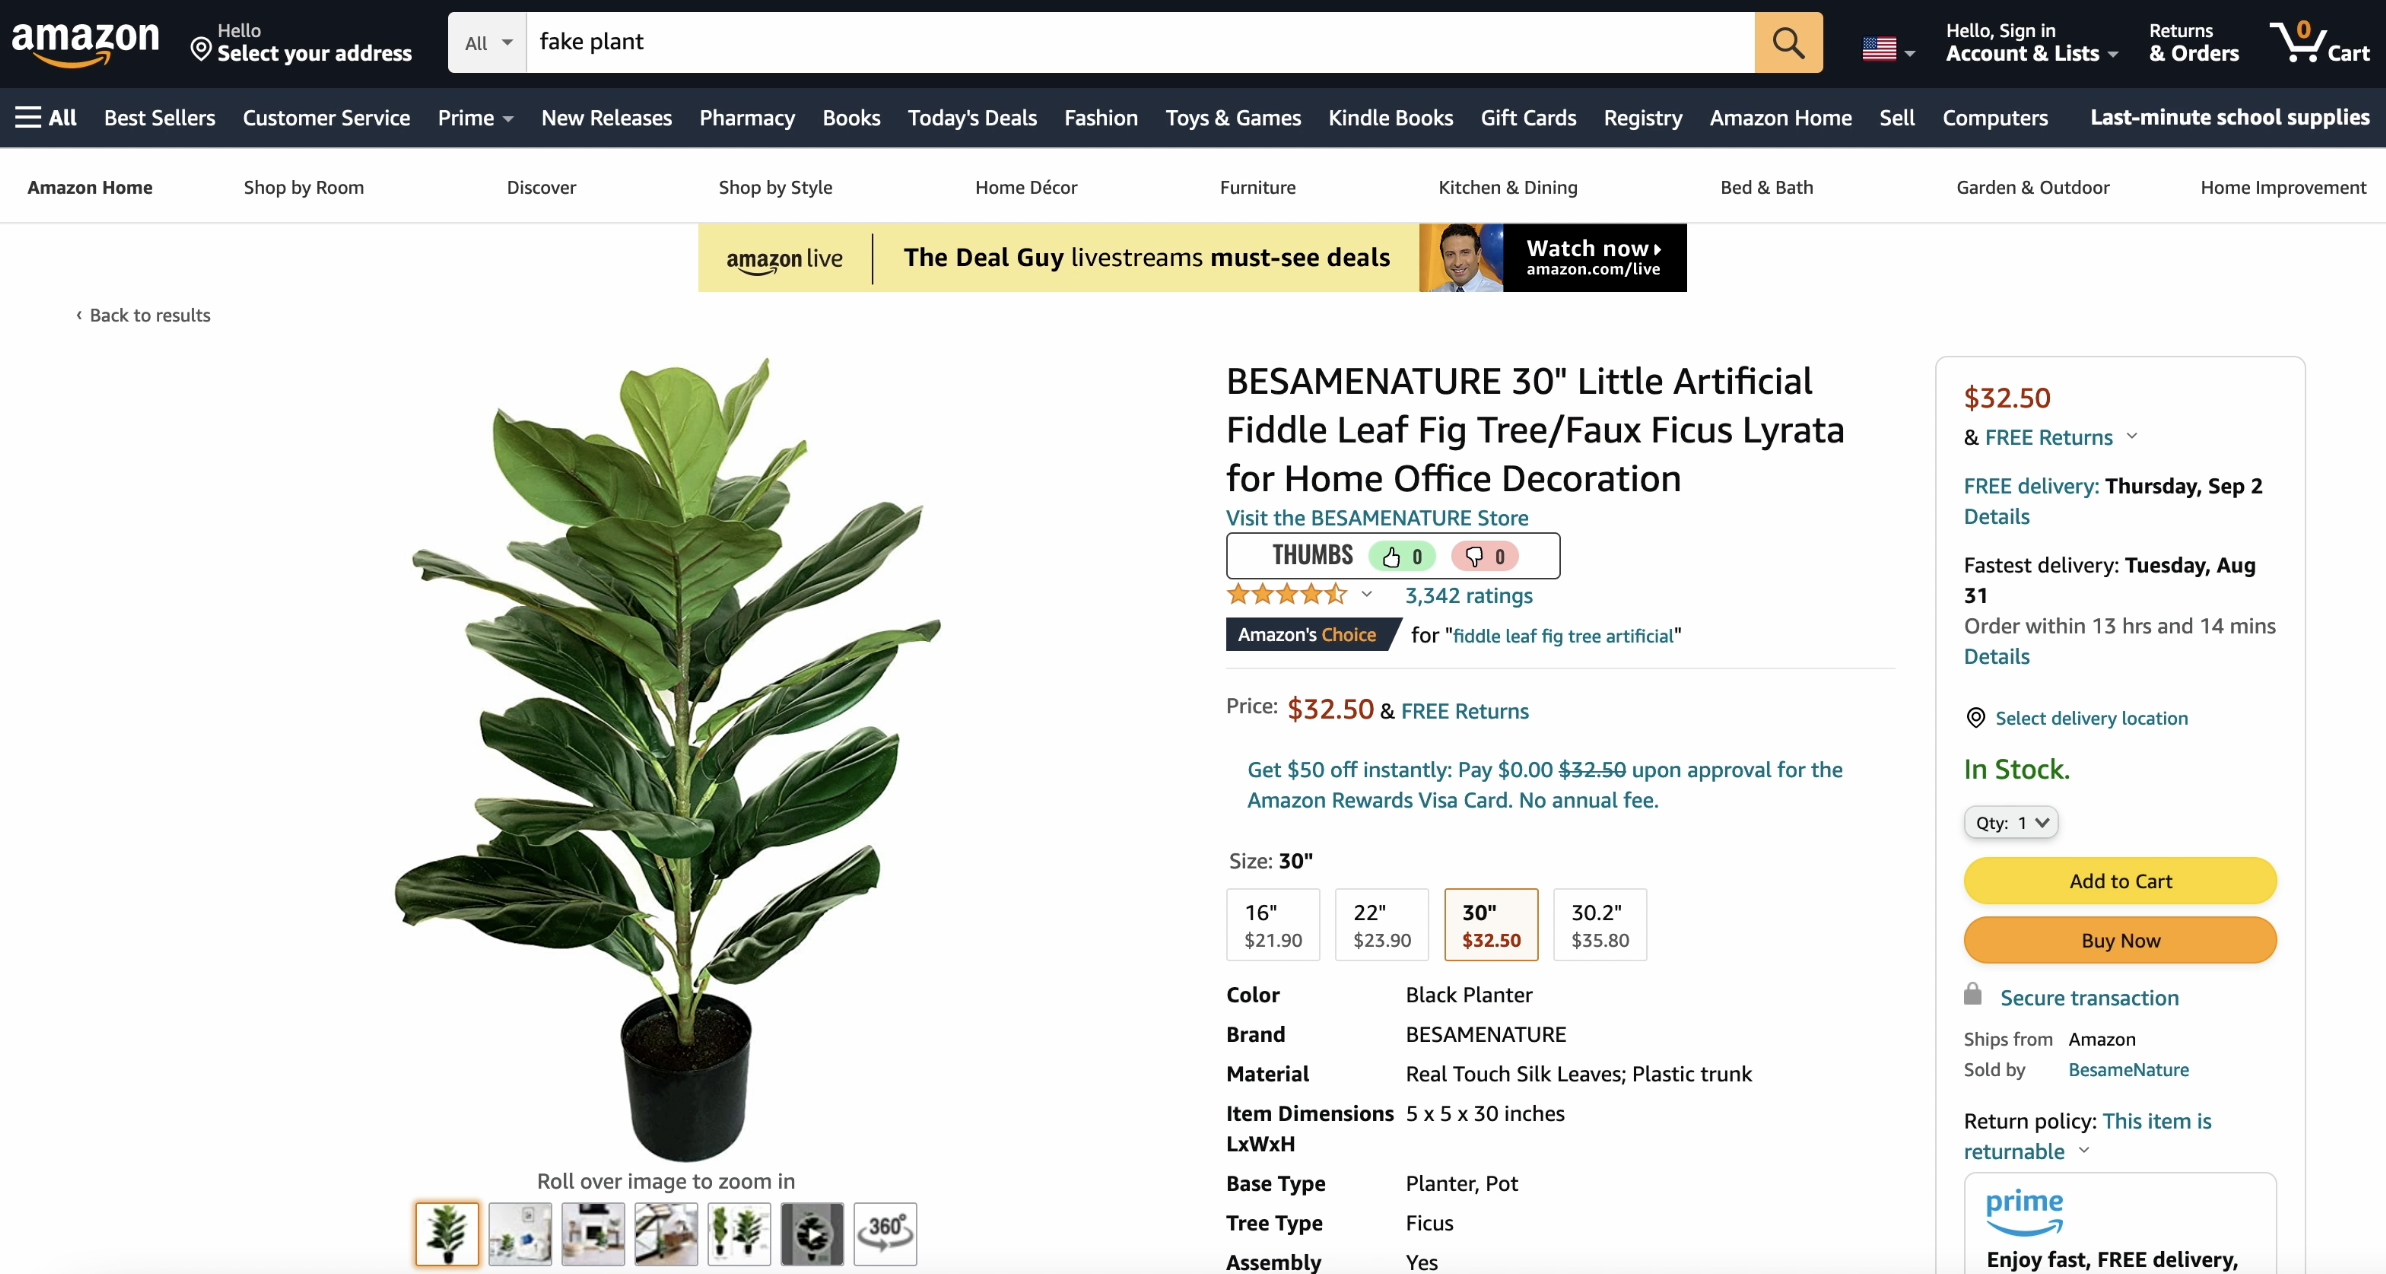 amazon
Hello
Select your address
All
fake plant
Hello, Sign in
Account & Lists
Returns
& Orders
0
Cart
All
Best Sellers
Customer Service
Prime
New Releases
Pharmacy
Books
Today's Deals
Fashion
Toys & Games
Kindle Books
Gift Cards
Registry
Amazon Home
Sell
Computers
Last-minute school supplies
Amazon Home
Shop by Room
Discover
Shop by Style
Home Décor
Furniture
Kitchen & Dining
Bed & Bath
Garden & Outdoor
Home Improvement
amazon live
The Deal Guy livestreams must-see deals
Watch now
amazon.com/live
‹ Back to results
Roll over image to zoom in
360°
BESAMENATURE 30" Little Artificial
Fiddle Leaf Fig Tree/Faux Ficus Lyrata
for Home Office Decoration
Visit the BESAMENATURE Store
THUMBS 0 0
3,342 ratings
Amazon's Choice for "fiddle leaf fig tree artificial"
Price: $32.50 & FREE Returns
Get $50 off instantly: Pay $0.00 $32.50 upon approval for the
Amazon Rewards Visa Card. No annual fee.
Size: 30"
16" 22" 30" 30.2"
$21.90 $23.90 $32.50 $35.80
Color Black Planter
Brand BESAMENATURE
Material Real Touch Silk Leaves; Plastic trunk
Item Dimensions 5 x 5 x 30 inches
LxWxH
Base Type Planter, Pot
Tree Type Ficus
Assembly Yes
$32.50
& FREE Returns
FREE delivery: Thursday, Sep 2
Details
Fastest delivery: Tuesday, Aug
31
Order within 13 hrs and 14 mins
Details
Select delivery location
In Stock.
Qty: 1
Add to Cart
Buy Now
Secure transaction
Ships from Amazon
Sold by BesameNature
Return policy: This item is
returnable
prime
Enjoy fast, FREE delivery,